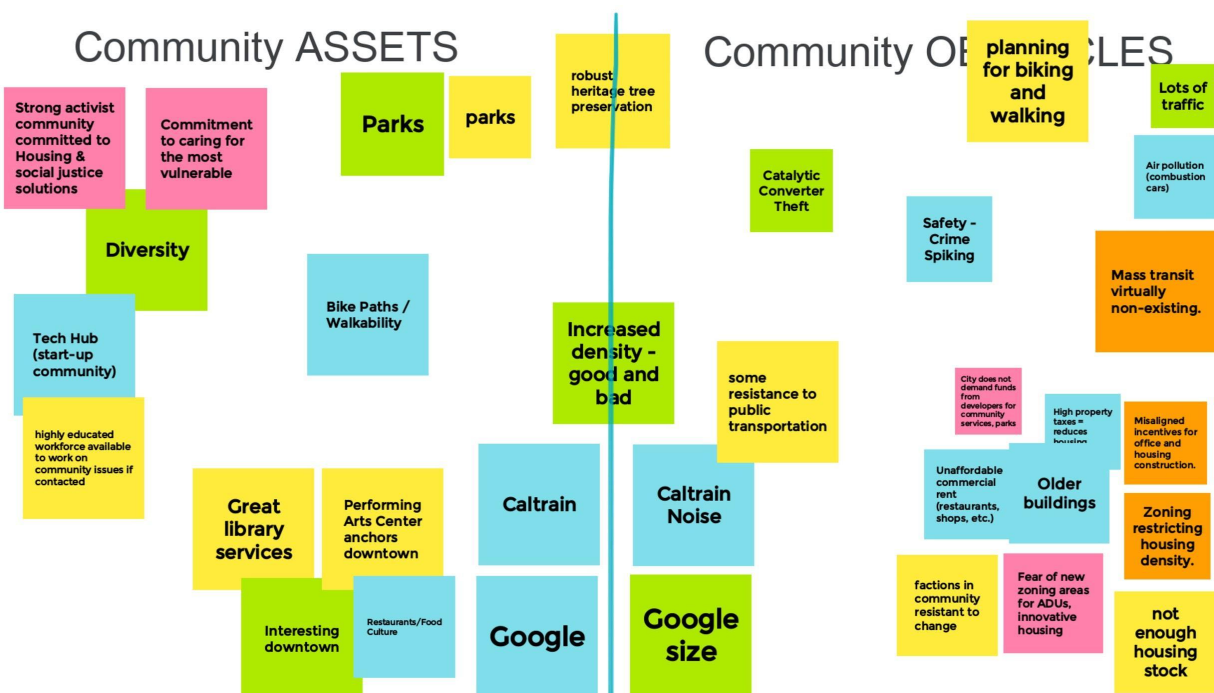 Community ASSETS
Strong activist
community
committed to
Housing &
social justice
solutions
Commitment
to caring for
the most
vulnerable
Parks
parks
robust
heritage tree
preservation
Diversity
Bike Paths /
Walkability
Tech Hub
(start-up
community)
highly educated
workforce available
to work on
community issues if
contacted
Increased
density -
good and
bad
Great
library
services
Performing
Arts Center
anchors
downtown
Caltrain
Interesting
downtown
Restaurants/Food
Culture
Google
Community OB CLES
planning
for biking
and
walking
Lots of
traffic
Catalytic
Converter
Theft
Air pollution
(combustion
cars)
Safety -
Crime
Spiking
Mass transit
virtually
non-existing.
some
resistance to
public
transportation
City does not
demand funds
from
developers for
community
services, parks
High property
taxes =
reduces
housing
Misaligned
incentives for
office and
housing
construction.
Caltrain
Noise
Unaffordable
commercial
rent
(restaurants,
shops, etc.)
Older
buildings
Zoning
restricting
housing
density.
Google
size
factions in
community
resistant to
change
Fear of new
zoning areas
for ADUs,
innovative
housing
not
enough
housing
stock